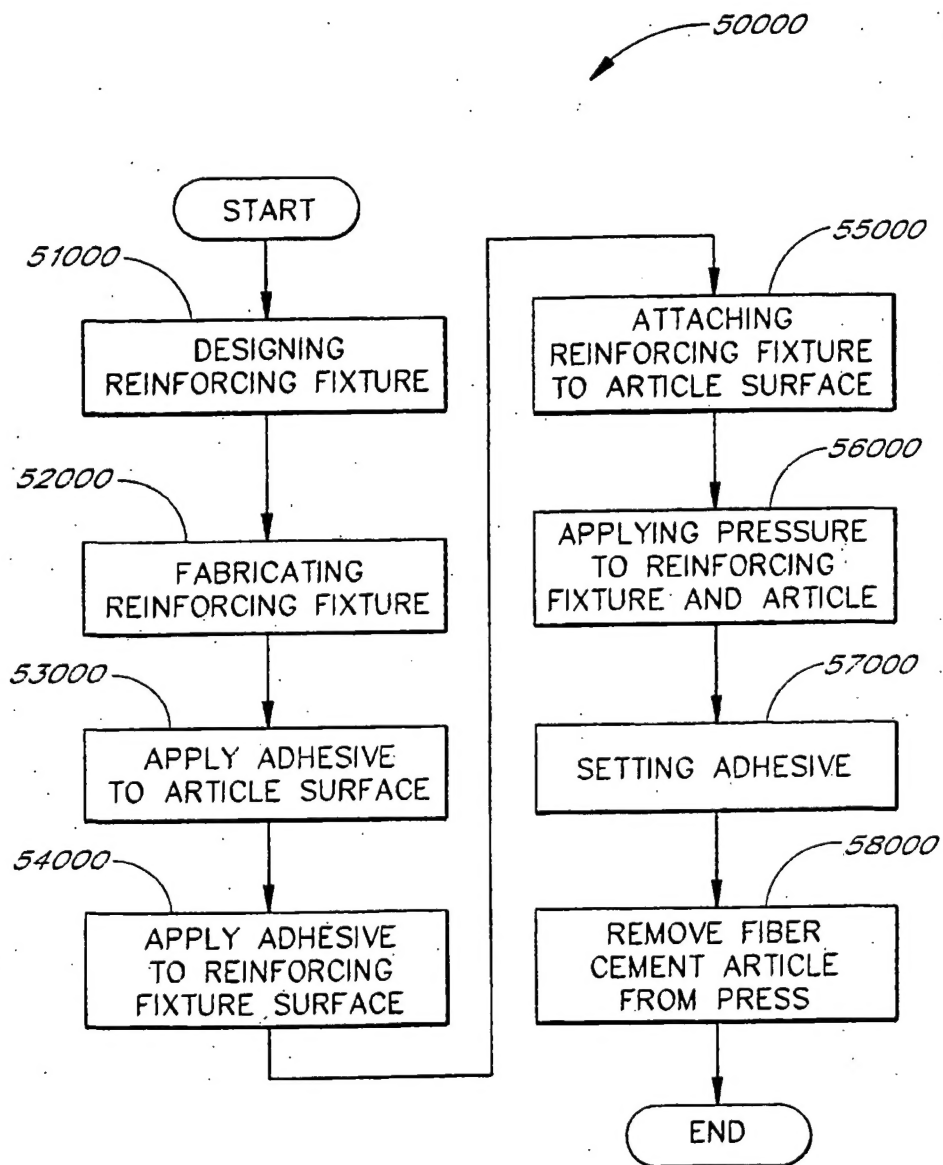 50000
START
51000
DESIGNING
REINFORCING FIXTURE
52000
FABRICATING
REINFORCING FIXTURE
53000
APPLY ADHESIVE
TO ARTICLE SURFACE
54000
APPLY ADHESIVE
TO REINFORCING
FIXTURE SURFACE
55000
ATTACHING
REINFORCING FIXTURE
TO ARTICLE SURFACE
56000
APPLYING PRESSURE
TO REINFORCING
FIXTURE AND ARTICLE
57000
SETTING ADHESIVE
58000
REMOVE FIBER
CEMENT ARTICLE
FROM PRESS
END